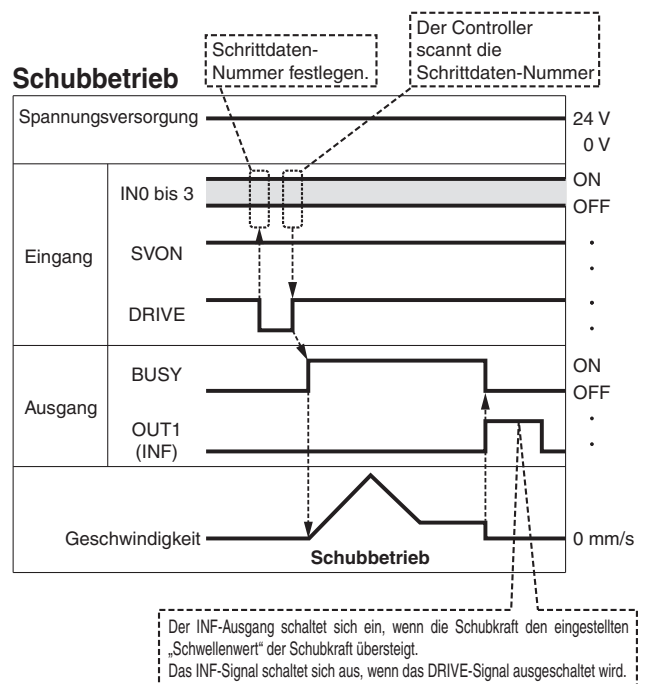 Schrittdaten-
Nummer festlegen.
Der Controller
scannt die
Schrittdaten-Nummer
Schubbetrieb
Spannungsversorgung
24 V
0 V
Eingang
IN0 bis 3
ON
OFF
SVON
DRIVE
Ausgang
BUSY
ON
OFF
OUT1
(INF)
Geschwindigkeit
0 mm/s
Schubbetrieb
Der INF-Ausgang schaltet sich ein, wenn die Schubkraft den eingestellten
„Schwellenwert“ der Schubkraft übersteigt.
Das INF-Signal schaltet sich aus, wenn das DRIVE-Signal ausgeschaltet wird.